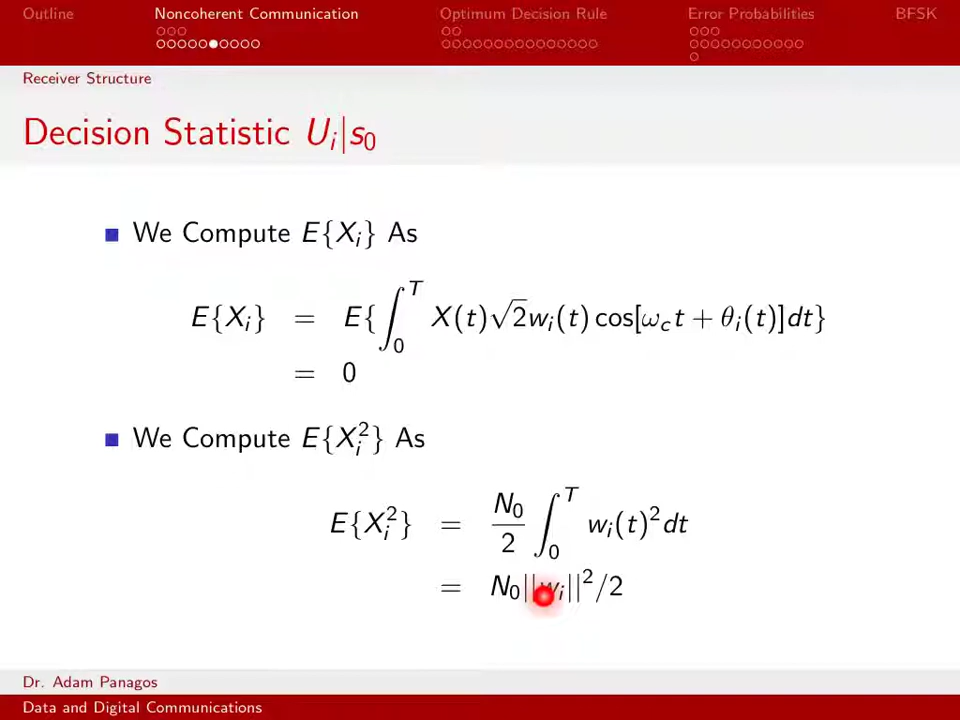 Outline Noncoherent Communication Optimum Decision Rule Error Probabilities BFSK
Receiver Structure
Decision Statistic U_i|s_0
We Compute E{X_i} As
E{X_i} = E{∫_0^T X(t)√2w_i(t) cos[ω_c t + θ_i(t)]dt}
= 0
We Compute E{X_i^2} As
E{X_i^2} = N_0/2 ∫_0^T w_i(t)^2 dt
= N_0||w_i||^2/2
Dr. Adam Panagos
Data and Digital Communications